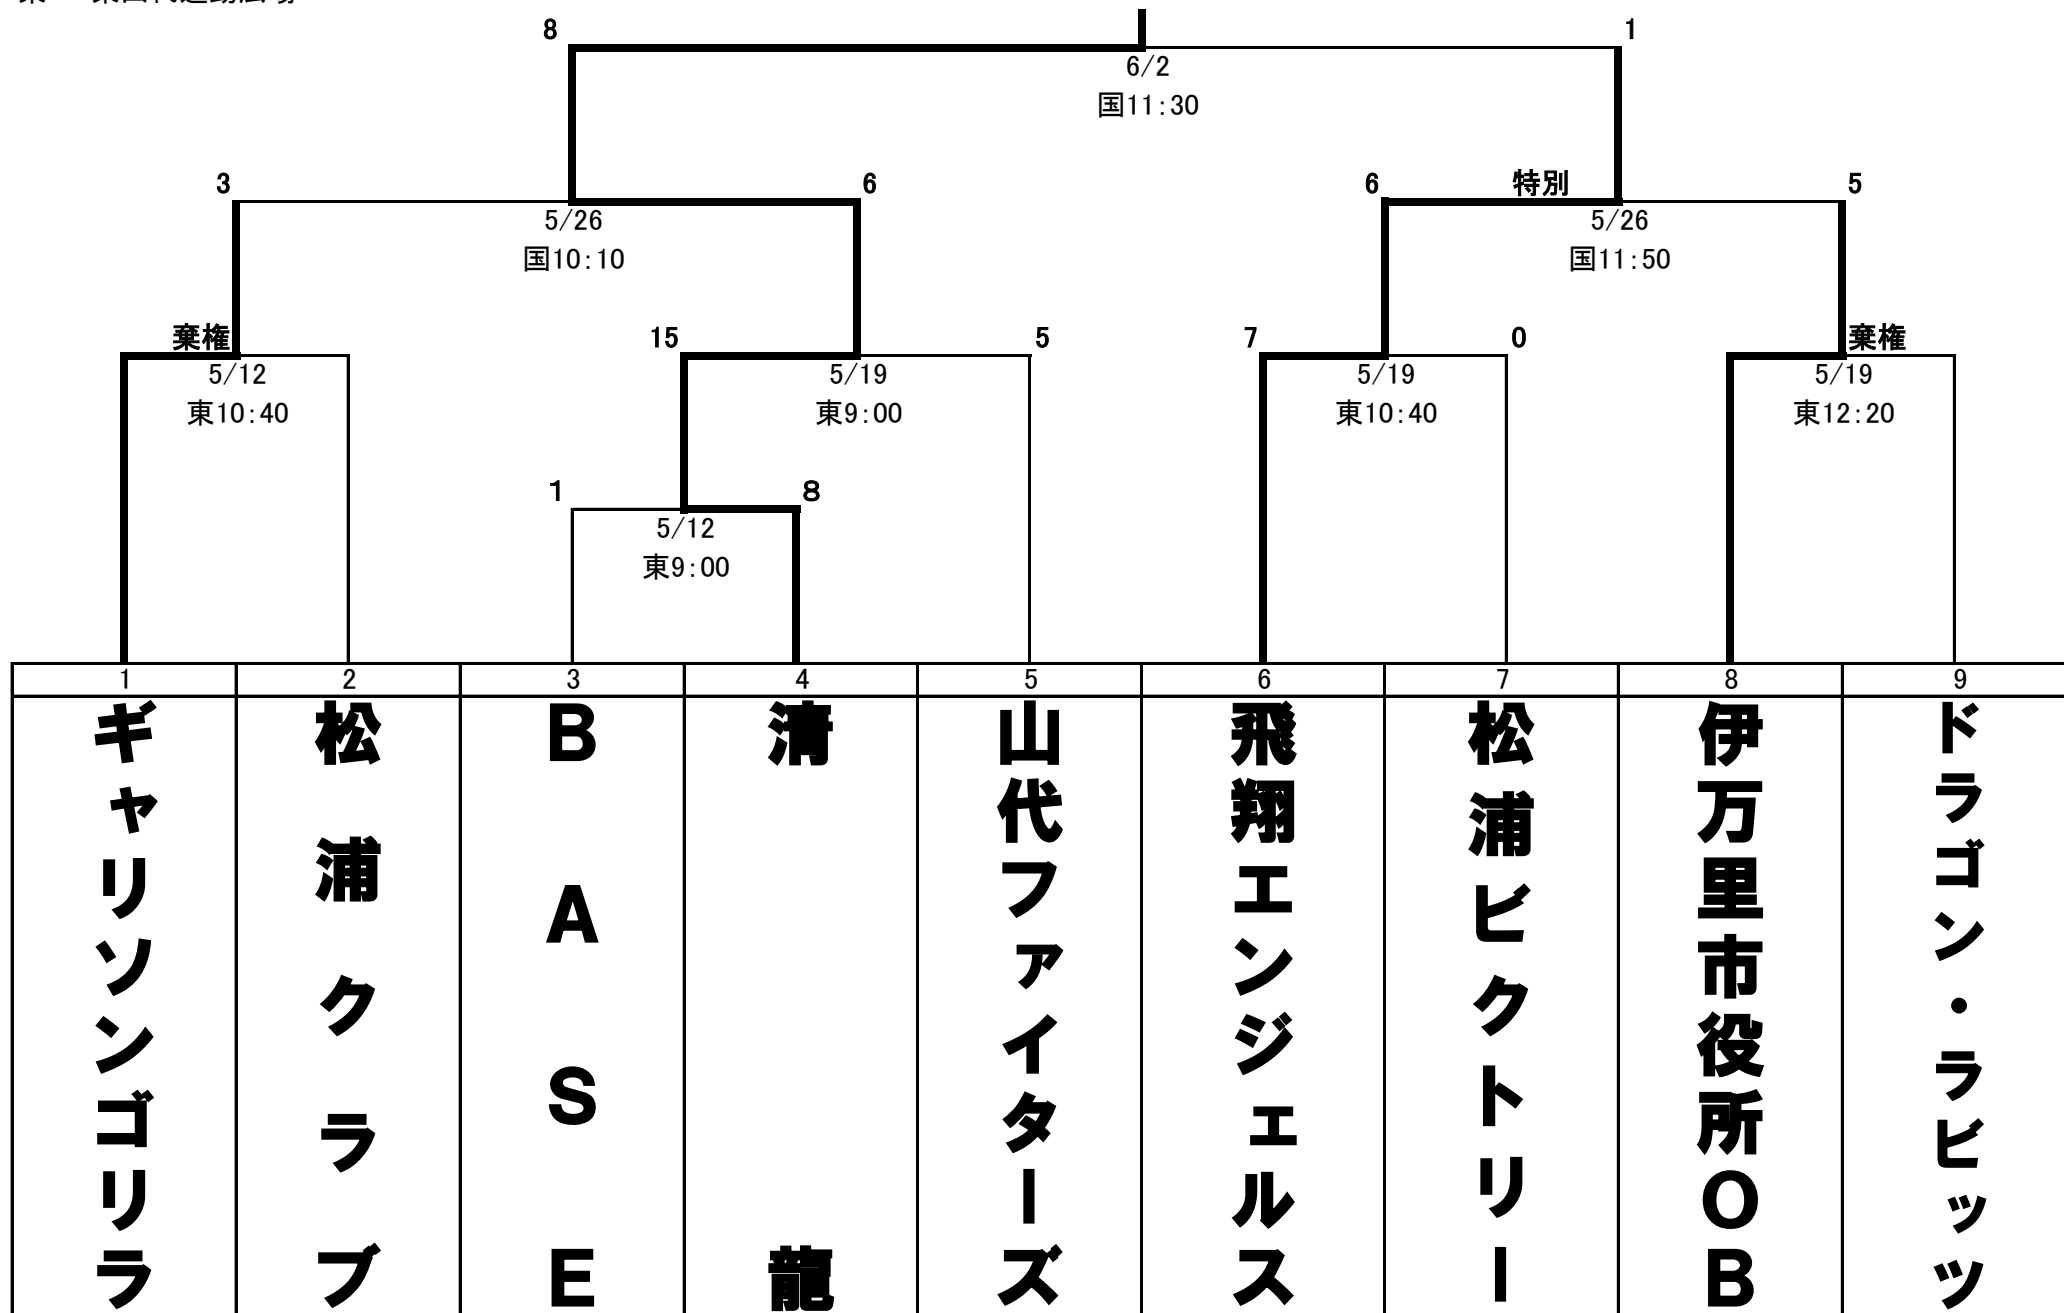 8
1
6/2
国11:30
3
6
6
特別
5
5/26
国10:10
5/26
国11:50
棄権
15
5
7
0
棄権
5/12
東10:40
5/19
東9:00
5/19
東10:40
5/19
東12:20
1
8
5/12
東9:00
1
2
3
4
5
6
7
8
9
ギャリソンゴリラ
松浦クラブ
BASE
清龍
山代ファイターズ
飛翔エンジェルス
松浦ビクトリー
伊万里市役所OB
ドラゴン・ラビッツ